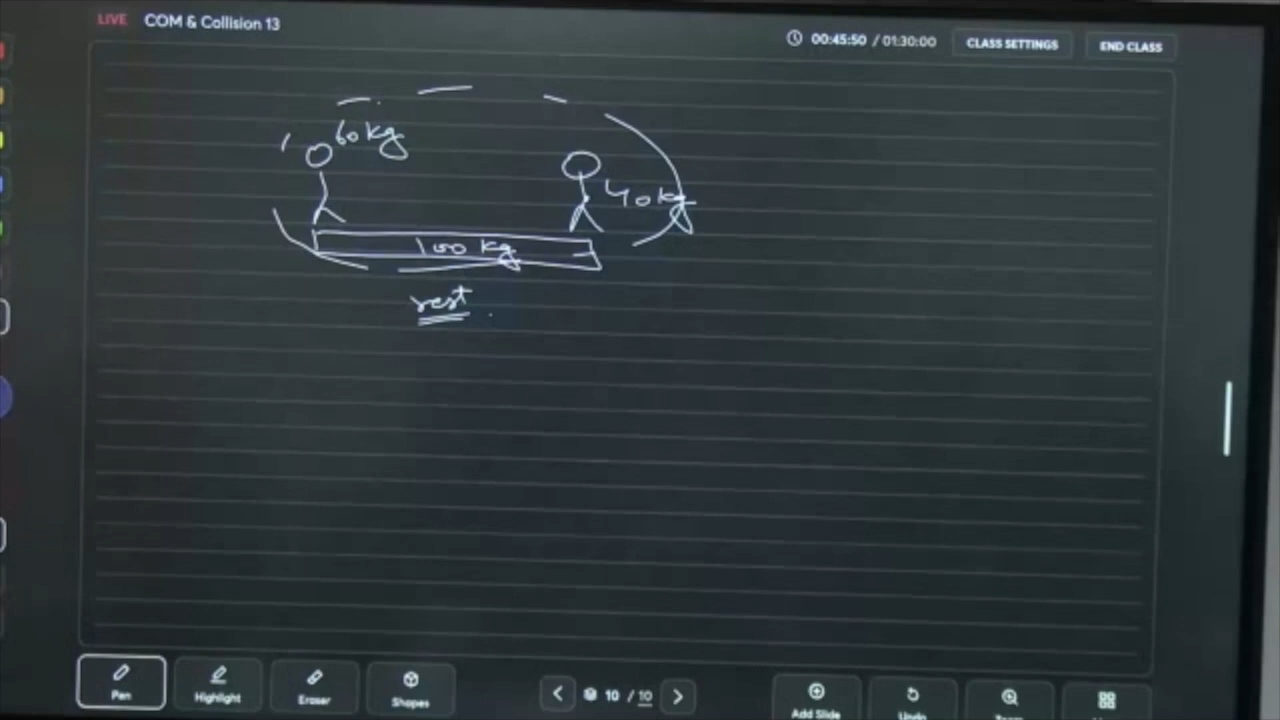 LIVE COM & Collision 13
00:45:50 / 01:30:00 CLASS SETTINGS END CLASS
60 kg
40 kg
100 kg
rest
Pen Highlight Eraser Shapes 10 / 10 Add Slide Undo Zoom